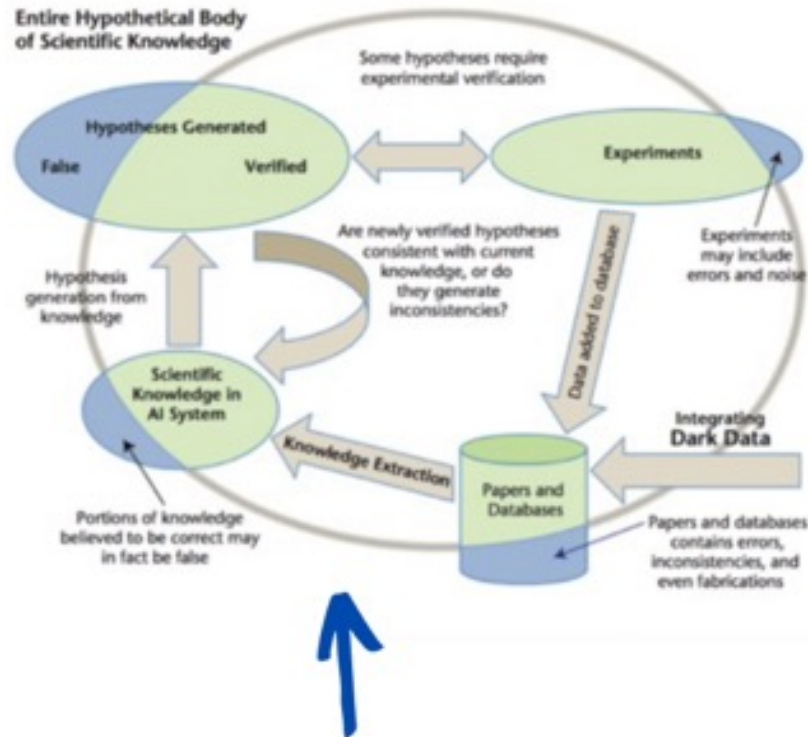 Entire Hypothetical Body
of Scientific Knowledge
Some hypotheses require
experimental verification
Hypotheses Generated
False
Verified
Experiments
Are newly verified hypotheses
consistent with current
knowledge, or do
they generate
inconsistencies?
Experiments
may include
errors and noise
Hypothesis
generation from
knowledge
Data added to database
Scientific
Knowledge in
AI System
Integrating
Dark Data
Knowledge Extraction
Papers and
Databases
Portions of knowledge
believed to be correct may
in fact be false
Papers and databases
contains errors,
inconsistencies, and
even fabrications